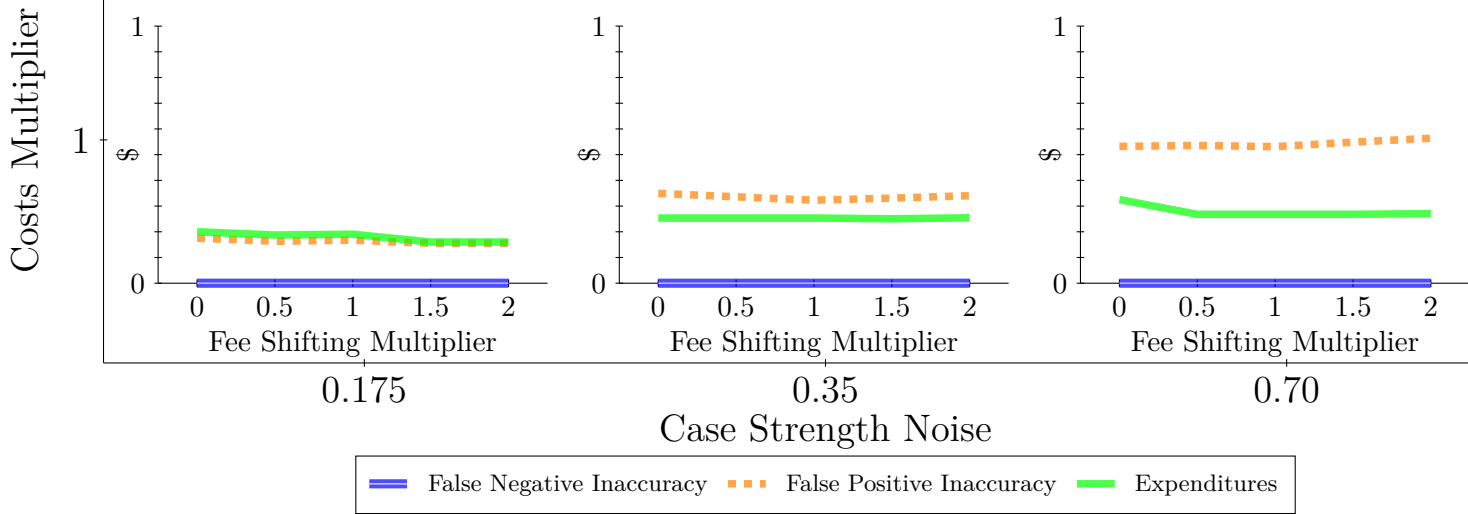 Costs Multiplier
1
1
$
0
0 0.5 1 1.5 2
Fee Shifting Multiplier
1
$
0
0 0.5 1 1.5 2
Fee Shifting Multiplier
1
$
0
0 0.5 1 1.5 2
Fee Shifting Multiplier
0.175 0.35 0.70
Case Strength Noise
False Negative Inaccuracy False Positive Inaccuracy Expenditures